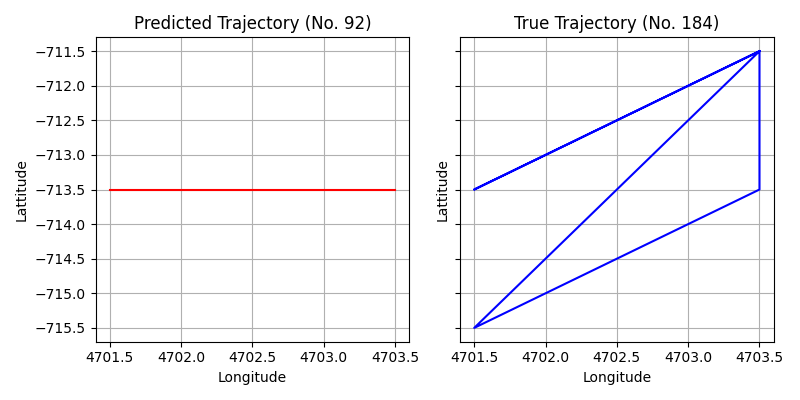 Predicted Trajectory (No. 92)
True Trajectory (No. 184)
−711.5
−712.0
−712.5
−713.0
−713.5
−714.0
−714.5
−715.0
−715.5
Lattitude
Lattitude
4701.5 4702.0 4702.5 4703.0 4703.5
4701.5 4702.0 4702.5 4703.0 4703.5
Longitude
Longitude